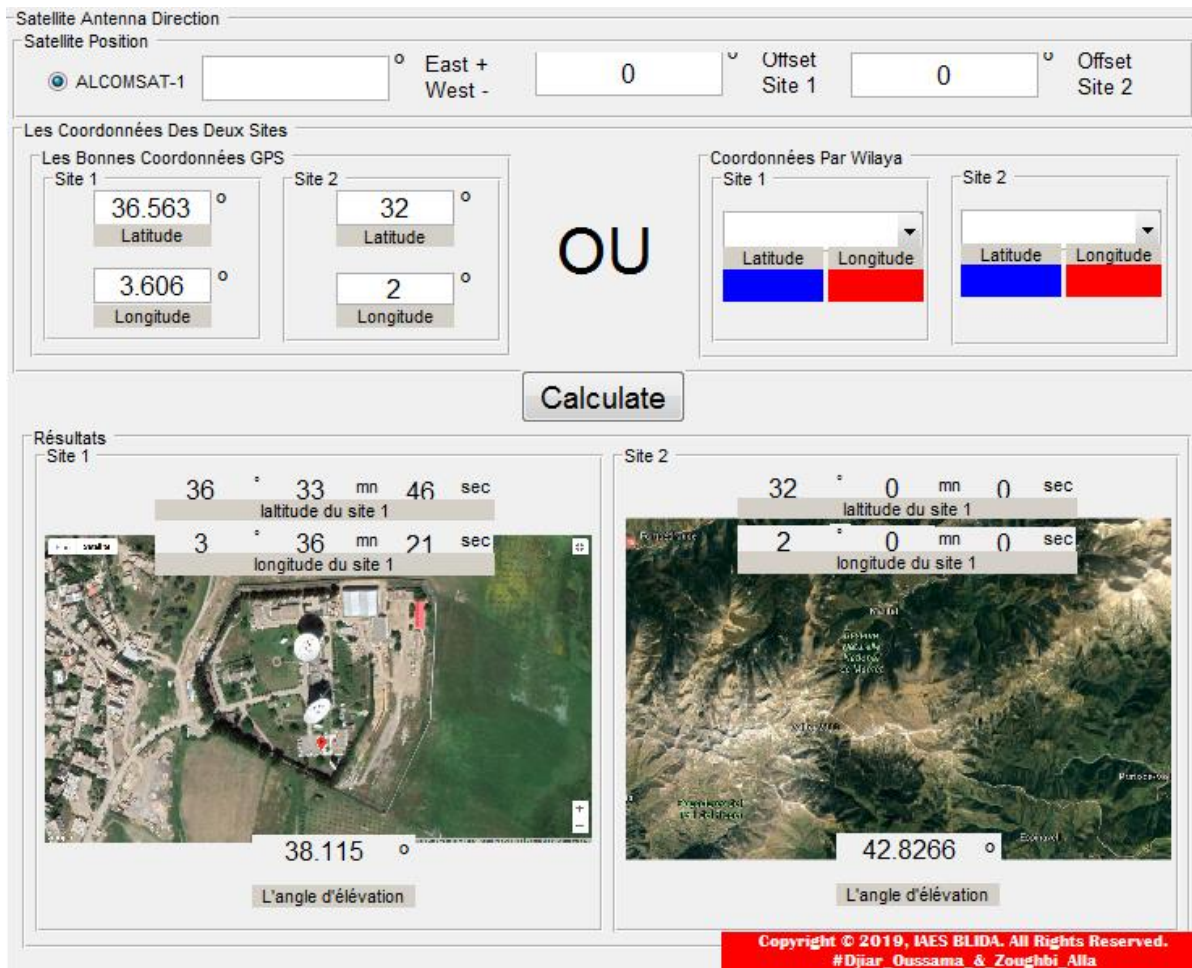 Satellite Antenna Direction
Satellite Position
ALCOMSAT-1
º
East +
West -
0
º
Offset
Site 1
0
º
Offset
Site 2
Les Coordonnées Des Deux Sites
Les Bonnes Coordonnées GPS
Site 1
36.563 º
Latitude
3.606 º
Longitude
Site 2
32 º
Latitude
2 º
Longitude
OU
Coordonnées Par Wilaya
Site 1
Latitude Longitude
Site 2
Latitude Longitude
Calculate
Résultats
Site 1
36 ° 33 mn 46 sec
laltitude du site 1
3 ° 36 mn 21 sec
longitude du site 1
Satellite
+
−
38.115 º
L'angle d'élévation
Site 2
32 ° 0 mn 0 sec
laltitude du site 1
2 ° 0 mn 0 sec
longitude du site 1
42.8266 º
L'angle d'élévation
Copyright © 2019, IAES BLIDA. All Rights Reserved.
#Djiar_Oussama_&_Zoughbi_Alla